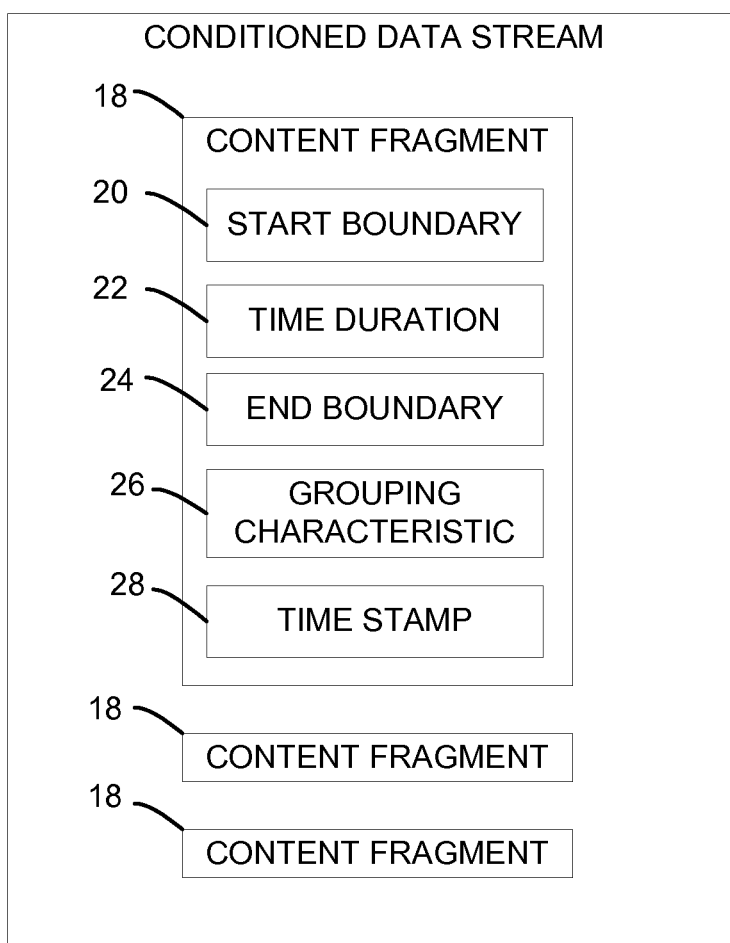 CONDITIONED DATA STREAM
18
CONTENT FRAGMENT
20
START BOUNDARY
22
TIME DURATION
24
END BOUNDARY
26
GROUPING
CHARACTERISTIC
28
TIME STAMP
18
CONTENT FRAGMENT
18
CONTENT FRAGMENT